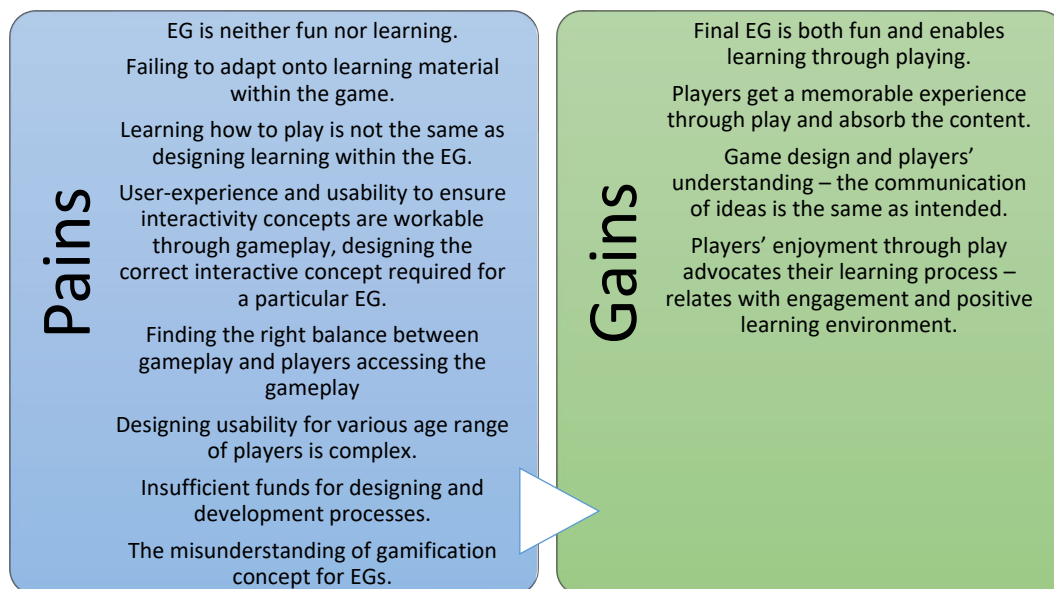 Pains
EG is neither fun nor learning.
Failing to adapt onto learning material
within the game.
Learning how to play is not the same as
designing learning within the EG.
User-experience and usability to ensure
interactivity concepts are workable
through gameplay, designing the
correct interactive concept required for
a particular EG.
Finding the right balance between
gameplay and players accessing the
gameplay
Designing usability for various age range
of players is complex.
Insufficient funds for designing and
development processes.
The misunderstanding of gamification
concept for EGs.
Gains
Final EG is both fun and enables
learning through playing.
Players get a memorable experience
through play and absorb the content.
Game design and players’
understanding – the communication
of ideas is the same as intended.
Players’ enjoyment through play
advocates their learning process –
relates with engagement and positive
learning environment.